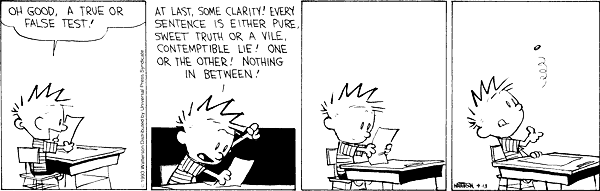 OH GOOD, A TRUE OR
FALSE TEST!
AT LAST, SOME CLARITY! EVERY
SENTENCE IS EITHER PURE,
SWEET TRUTH OR A VILE,
CONTEMPTIBLE LIE! ONE
OR THE OTHER! NOTHING
IN BETWEEN!
1993 Watterson/Distributed by Universal Press Syndicate
WATTERSON 4-13